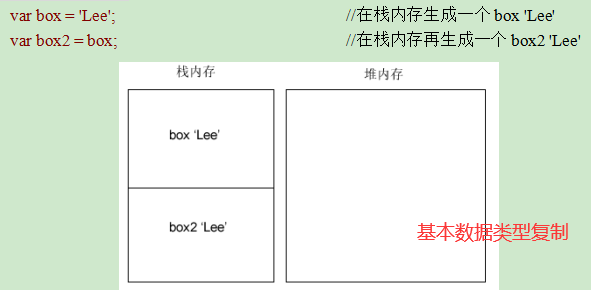 var box = 'Lee'; //在栈内存生成一个 box 'Lee'
var box2 = box; //在栈内存再生成一个 box2 'Lee'
栈内存 堆内存
box ‘Lee’
box2 ‘Lee’
基本数据类型复制